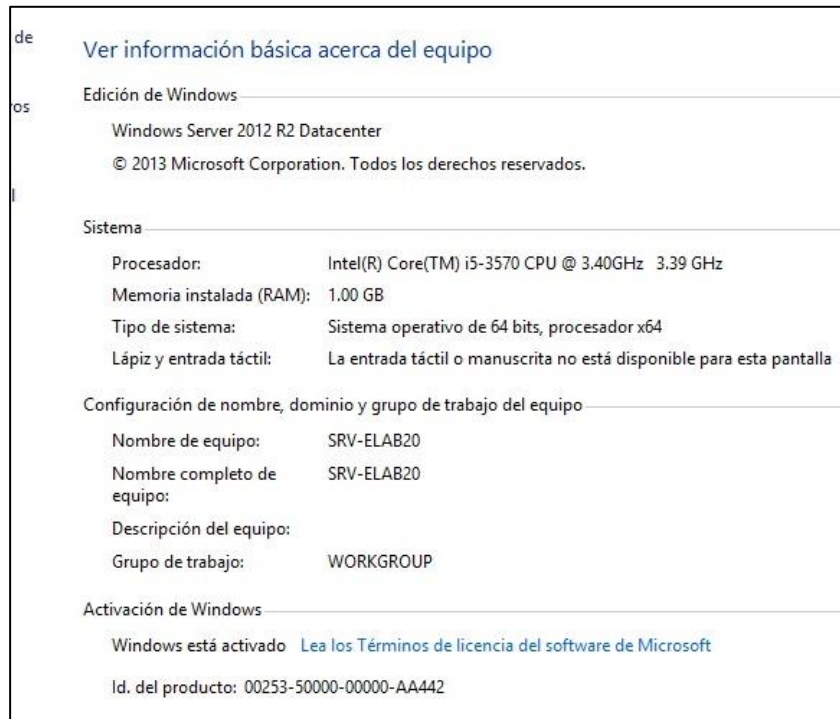 de
Ver información básica acerca del equipo
Edición de Windows
os
Windows Server 2012 R2 Datacenter
© 2013 Microsoft Corporation. Todos los derechos reservados.
l
Sistema
Procesador: Intel(R) Core(TM) i5-3570 CPU @ 3.40GHz 3.39 GHz
Memoria instalada (RAM): 1.00 GB
Tipo de sistema: Sistema operativo de 64 bits, procesador x64
Lápiz y entrada táctil: La entrada táctil o manuscrita no está disponible para esta pantalla
Configuración de nombre, dominio y grupo de trabajo del equipo
Nombre de equipo: SRV-ELAB20
Nombre completo de SRV-ELAB20
equipo:
Descripción del equipo:
Grupo de trabajo: WORKGROUP
Activación de Windows
Windows está activado Lea los Términos de licencia del software de Microsoft
Id. del producto: 00253-50000-00000-AA442